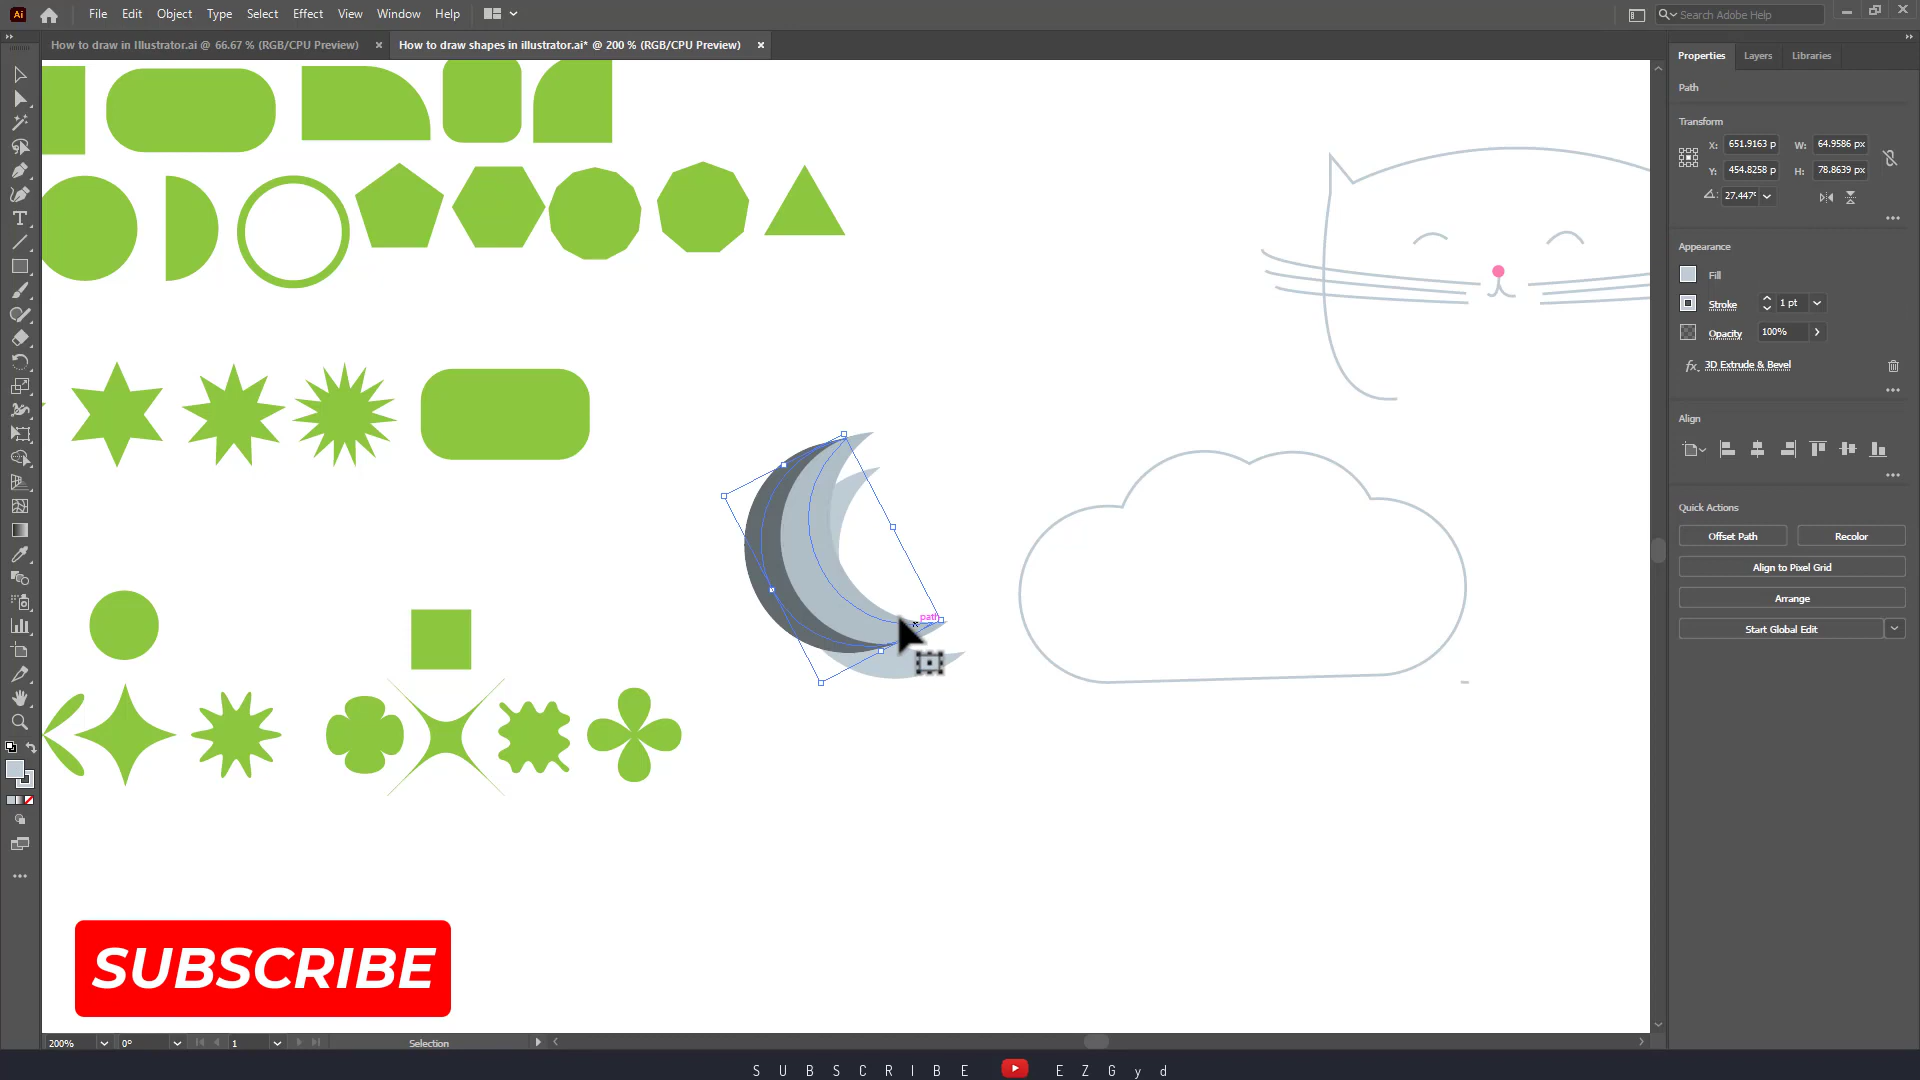 Ai File Edit Object Type Select Effect View Window Help Search Adobe Help
How to draw in Illustrator.ai @ 66.67 % (RGB/CPU Preview) × How to draw shapes in illustrator.ai* @ 200 % (RGB/CPU Preview) ×
Properties Layers Libraries
Path
Transform
X: 651.9163 p W: 64.9586 px
Y: 454.8258 p H: 78.8639 px
27.447°
Appearance
Fill
Stroke 1 pt
Opacity 100%
fx. 3D Extrude & Bevel
Align
Quick Actions
Offset Path Recolor
Align to Pixel Grid
Arrange
Start Global Edit
path
SUBSCRIBE
200% 0° 1 Selection
SUBSCRIBE EZGyd